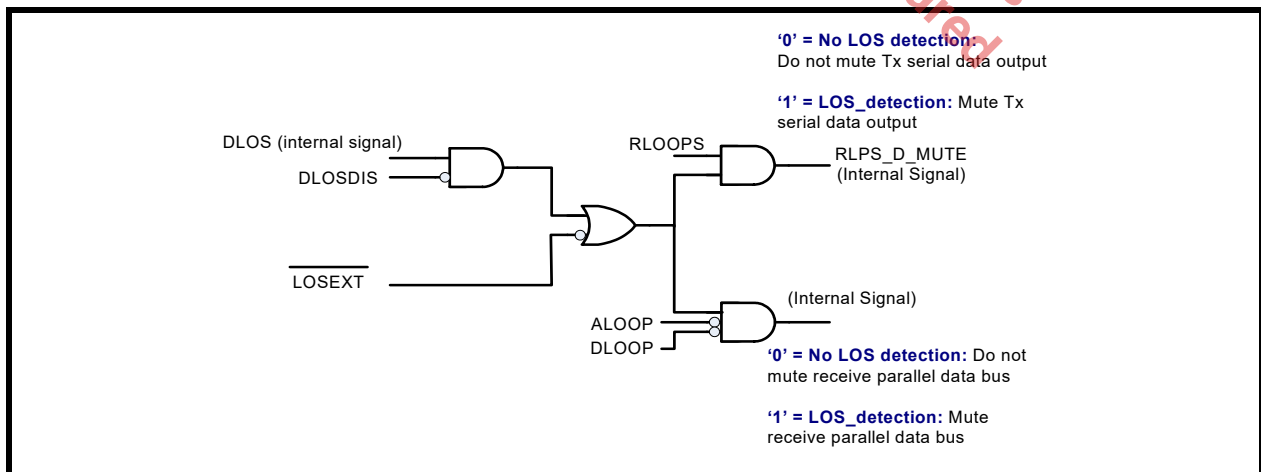 '0' = No LOS detection:
Do not mute Tx serial data output
'1' = LOS_detection: Mute Tx
serial data output
DLOS (internal signal)
DLOSDIS
LOSEXT
RLOOPS
RLPS_D_MUTE
(Internal Signal)
(Internal Signal)
ALOOP
DLOOP
'0' = No LOS detection: Do not
mute receive parallel data bus
'1' = LOS_detection: Mute
receive parallel data bus